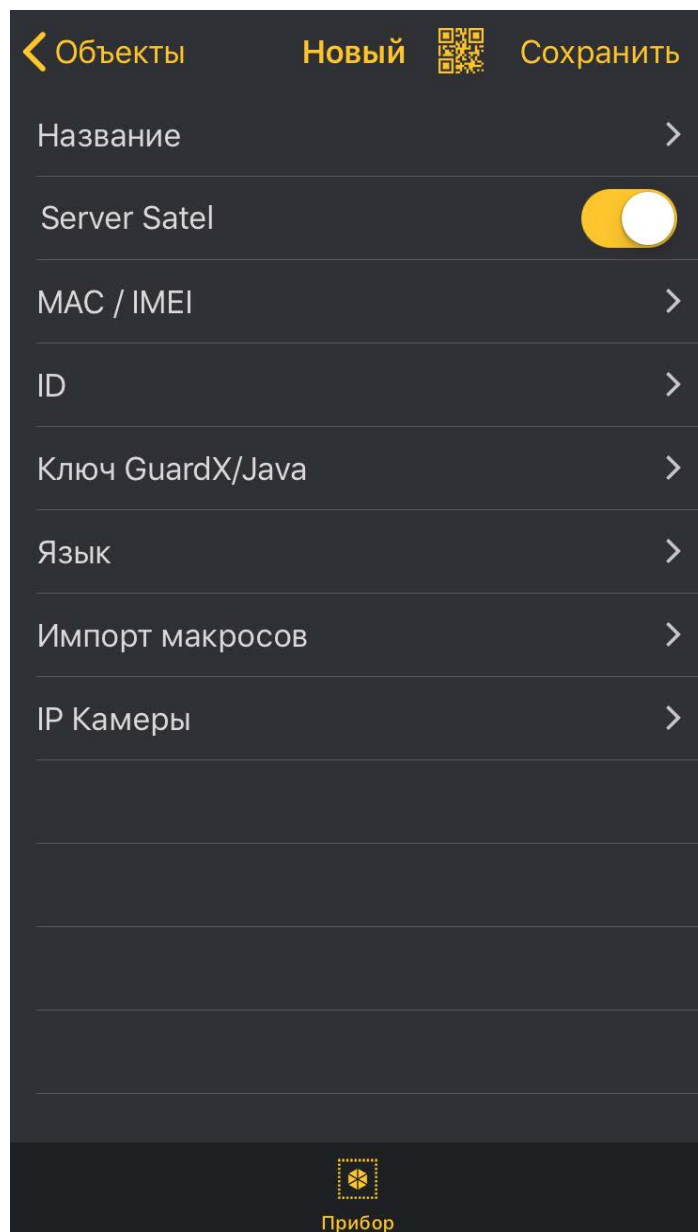 Объекты Новый Сохранить
Название
Server Satel
MAC / IMEI
ID
Ключ GuardX/Java
Язык
Импорт макросов
IP Камеры
Прибор